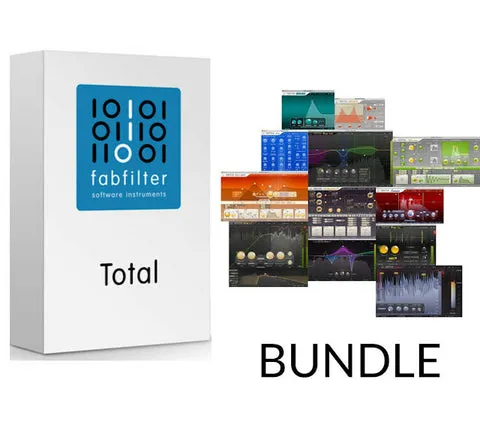 10101
01110
11001
fabfilter
software instruments
Total
BUNDLE